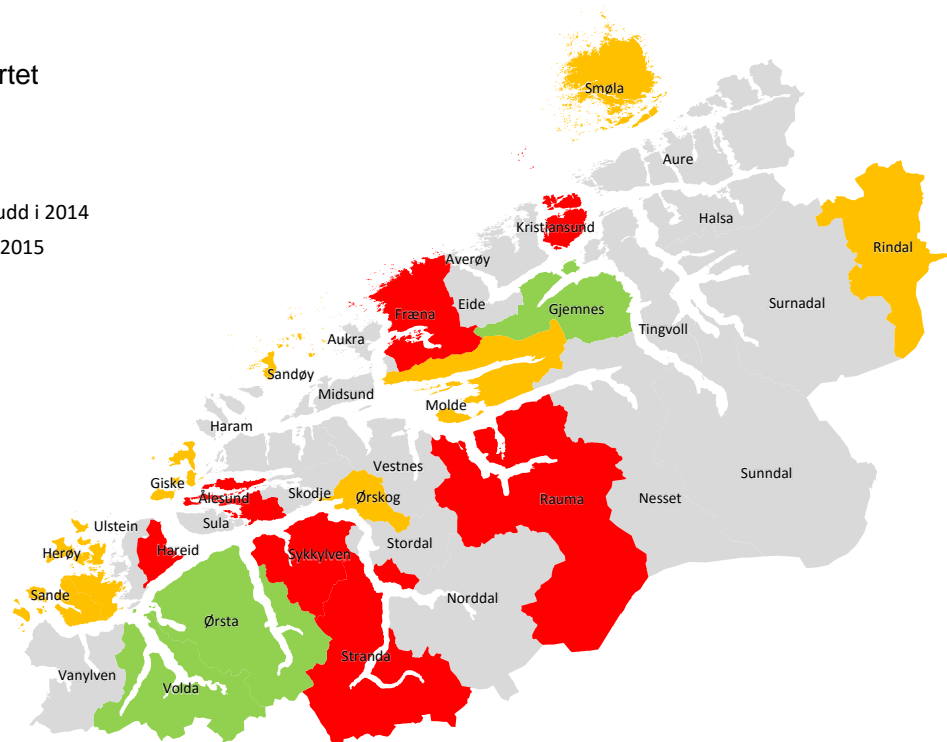 rtet
udd i 2014
2015
Smøla
Aure
Halsa
Kristiansund
Rindal
Averøy
Surnadal
Eide
Gjemnes
Fræna
Tingvoll
Aukra
Sandøy
Midsund
Molde
Haram
Vestnes
Sunndal
Giske
Skodje
Ørskog
Ålesund
Rauma
Nesset
Ulstein
Sula
Stordal
Herøy
Hareid
Sykkylven
Sande
Norddal
Ørsta
Stranda
Vanylven
Volda